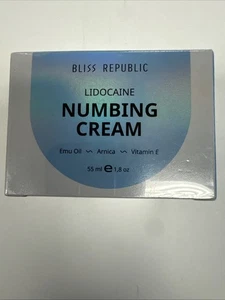 BLISS REPUBLIC
LIDOCAINE
NUMBING
CREAM
Emu Oil ~ Arnica ~ Vitamin E
55 ml ℮ 1,8 oz